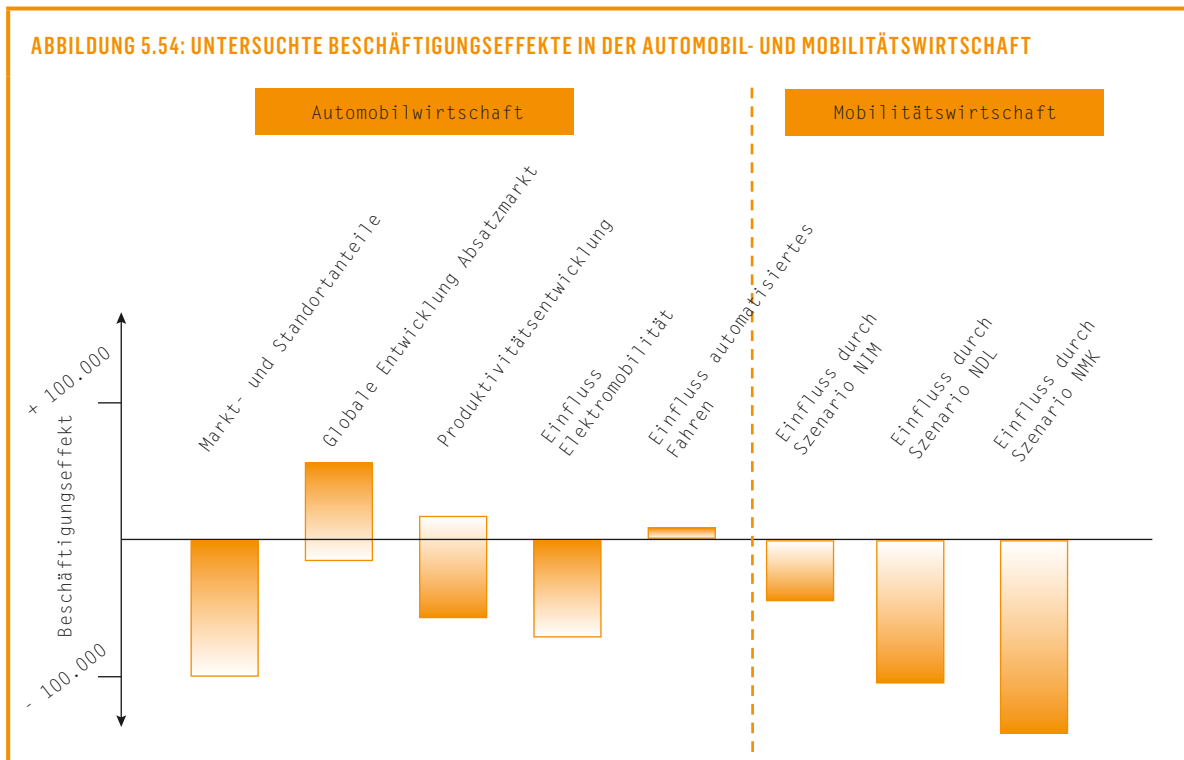 ABBILDUNG 5.54: UNTERSUCHTE BESCHÄFTIGUNGSEFFEKTE IN DER AUTOMOBIL- UND MOBILITÄTSWIRTSCHAFT
Automobilwirtschaft
Mobilitätswirtschaft
Markt- und Standortanteile
Globale Entwicklung Absatzmarkt
Produktivitätsentwicklung
Einfluss
Elektromobilität
Einfluss automatisiertes
Fahren
Einfluss durch
Szenario NIM
Einfluss durch
Szenario NDL
Einfluss durch
Szenario NMK
+ 100.000
Beschäftigungseffekt
- 100.000